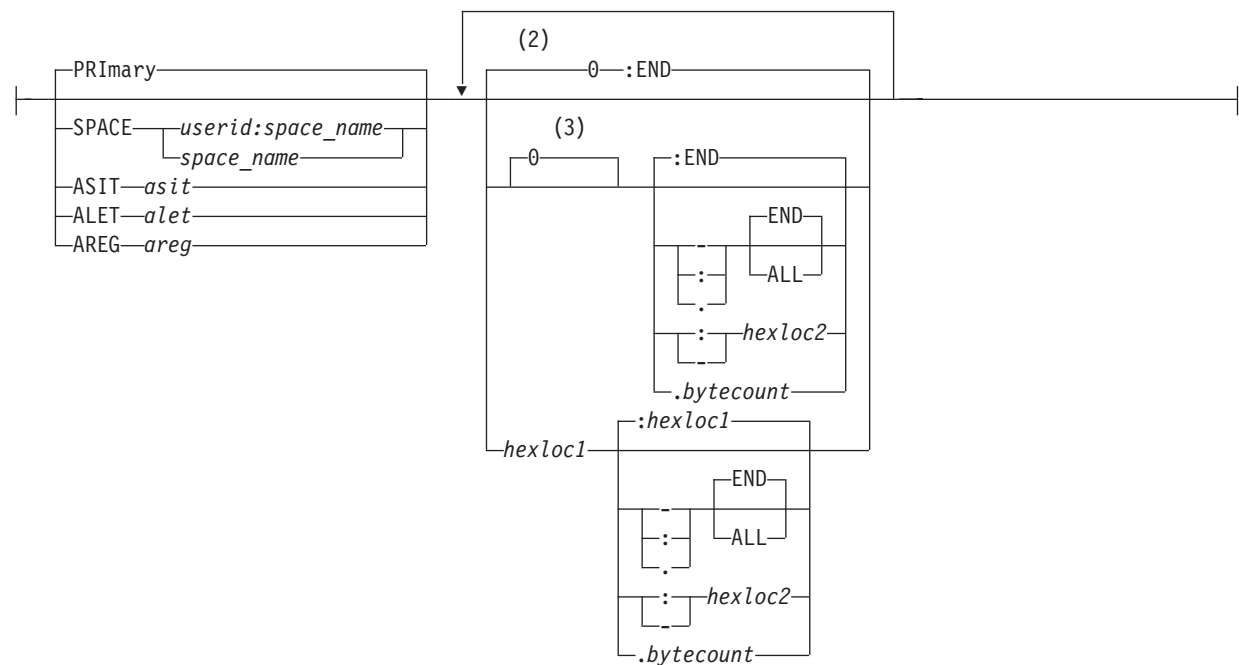 (2)
PRImary 0 :END
SPACE userid:space_name (3)
space_name 0 :END
ASIT asit
ALET alet END
AREG areg - ALL
:
.
: hexloc2
-
.bytecount
:hexloc1
hexloc1
END
- ALL
:
.
: hexloc2
-
.bytecount